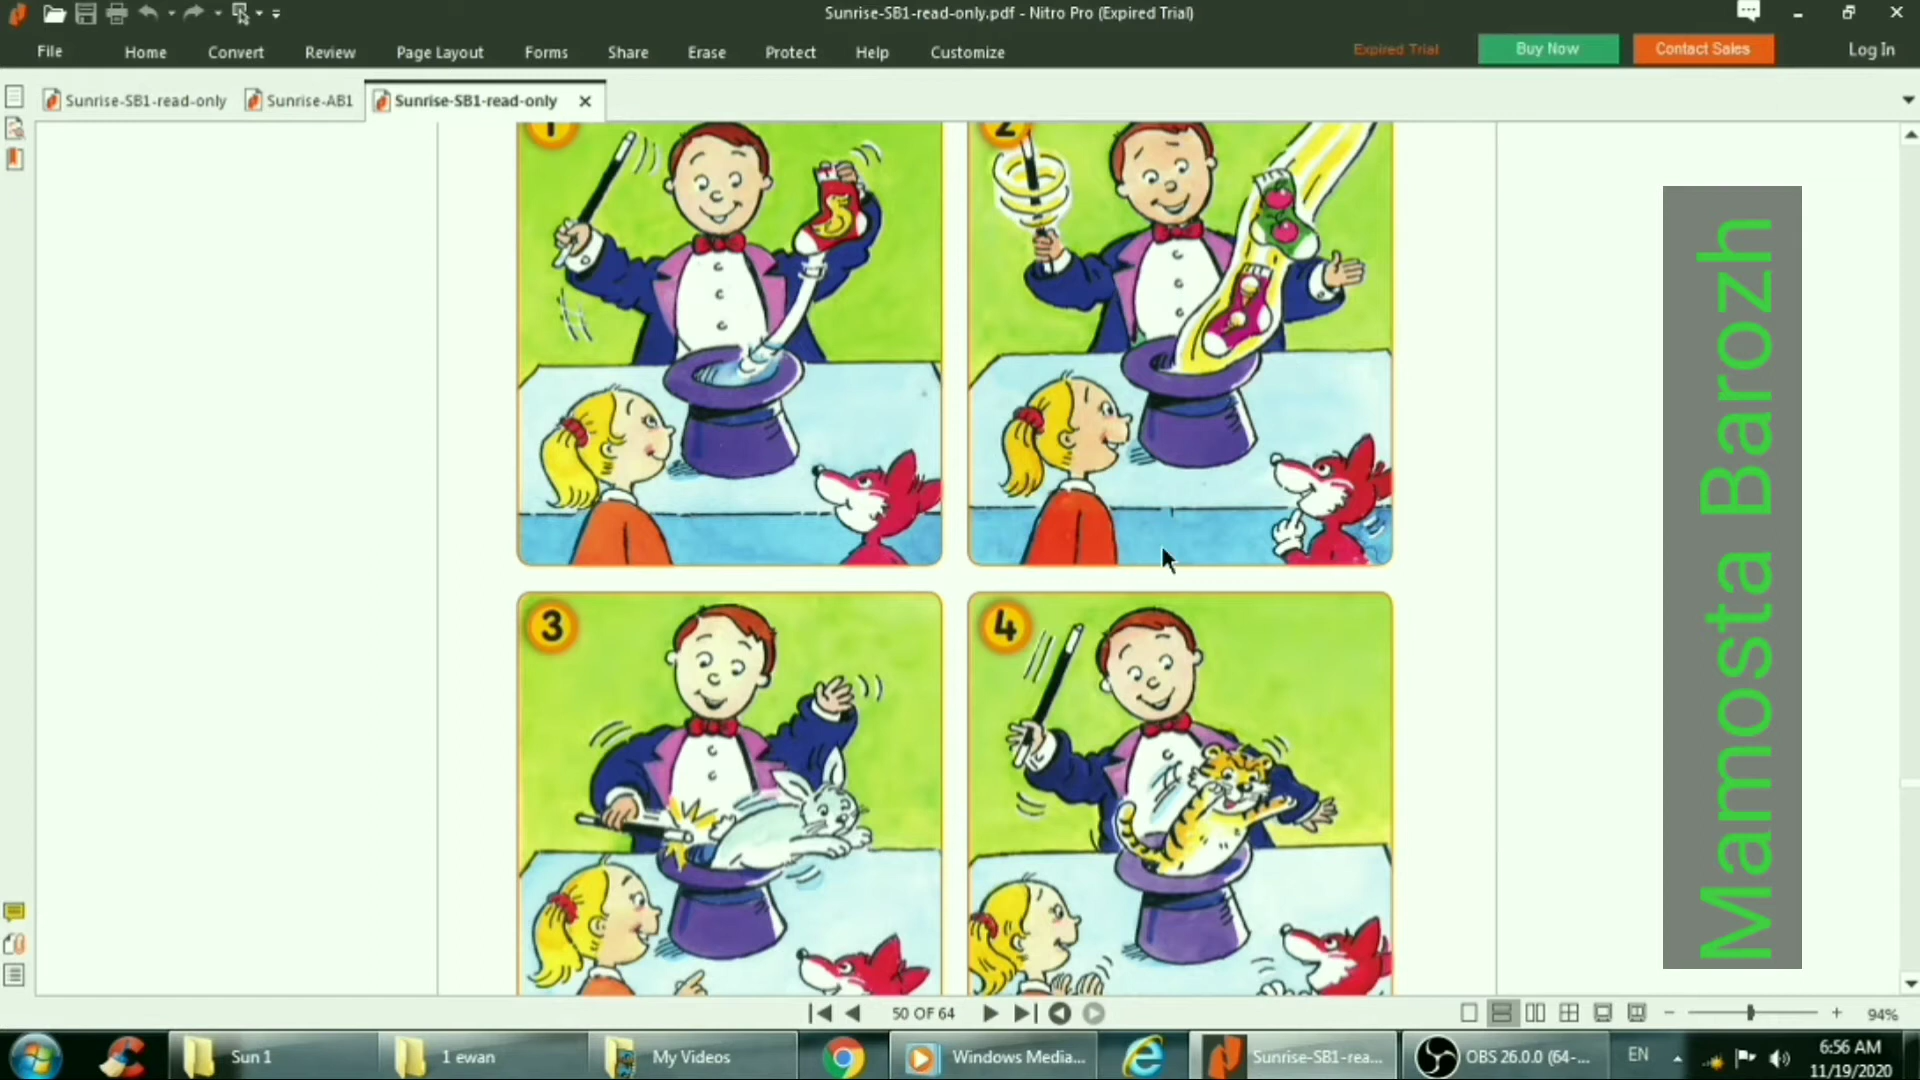 Sunrise-SB1-read-only.pdf - Nitro Pro (Expired Trial)
File Home Convert Review Page Layout Forms Share Erase Protect Help Customize Expired Trial Buy Now Contact Sales Log In
Sunrise-SB1-read-only Sunrise-AB1 Sunrise-SB1-read-only
1 2
3 4
Mamosta Barozh
50 OF 64
94%
Sun 1 1 ewan My Videos Windows Media... Sunrise-SB1-rea... OBS 26.0.0 (64-... EN 6:56 AM
11/19/2020